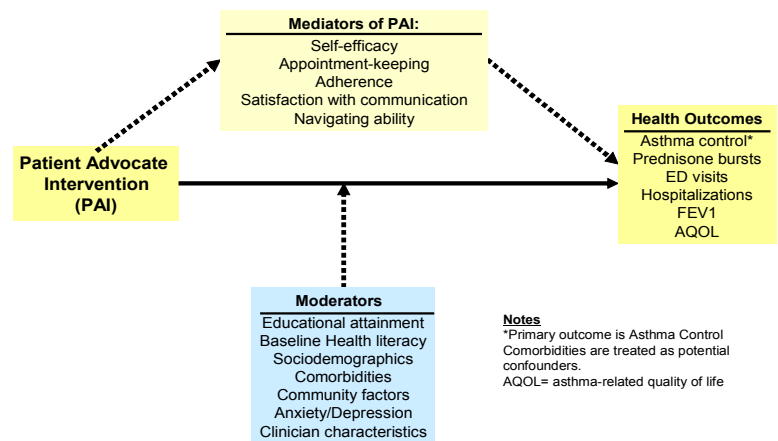 Mediators of PAI:
Self-efficacy
Appointment-keeping
Adherence
Satisfaction with communication
Navigating ability
Patient Advocate
Intervention
(PAI)
Health Outcomes
Asthma control*
Prednisone bursts
ED visits
Hospitalizations
FEV1
AQOL
Moderators
Educational attainment
Baseline Health literacy
Sociodemographics
Comorbidities
Community factors
Anxiety/Depression
Clinician characteristics
Notes
*Primary outcome is Asthma Control
Comorbidities are treated as potential
confounders.
AQOL= asthma-related quality of life